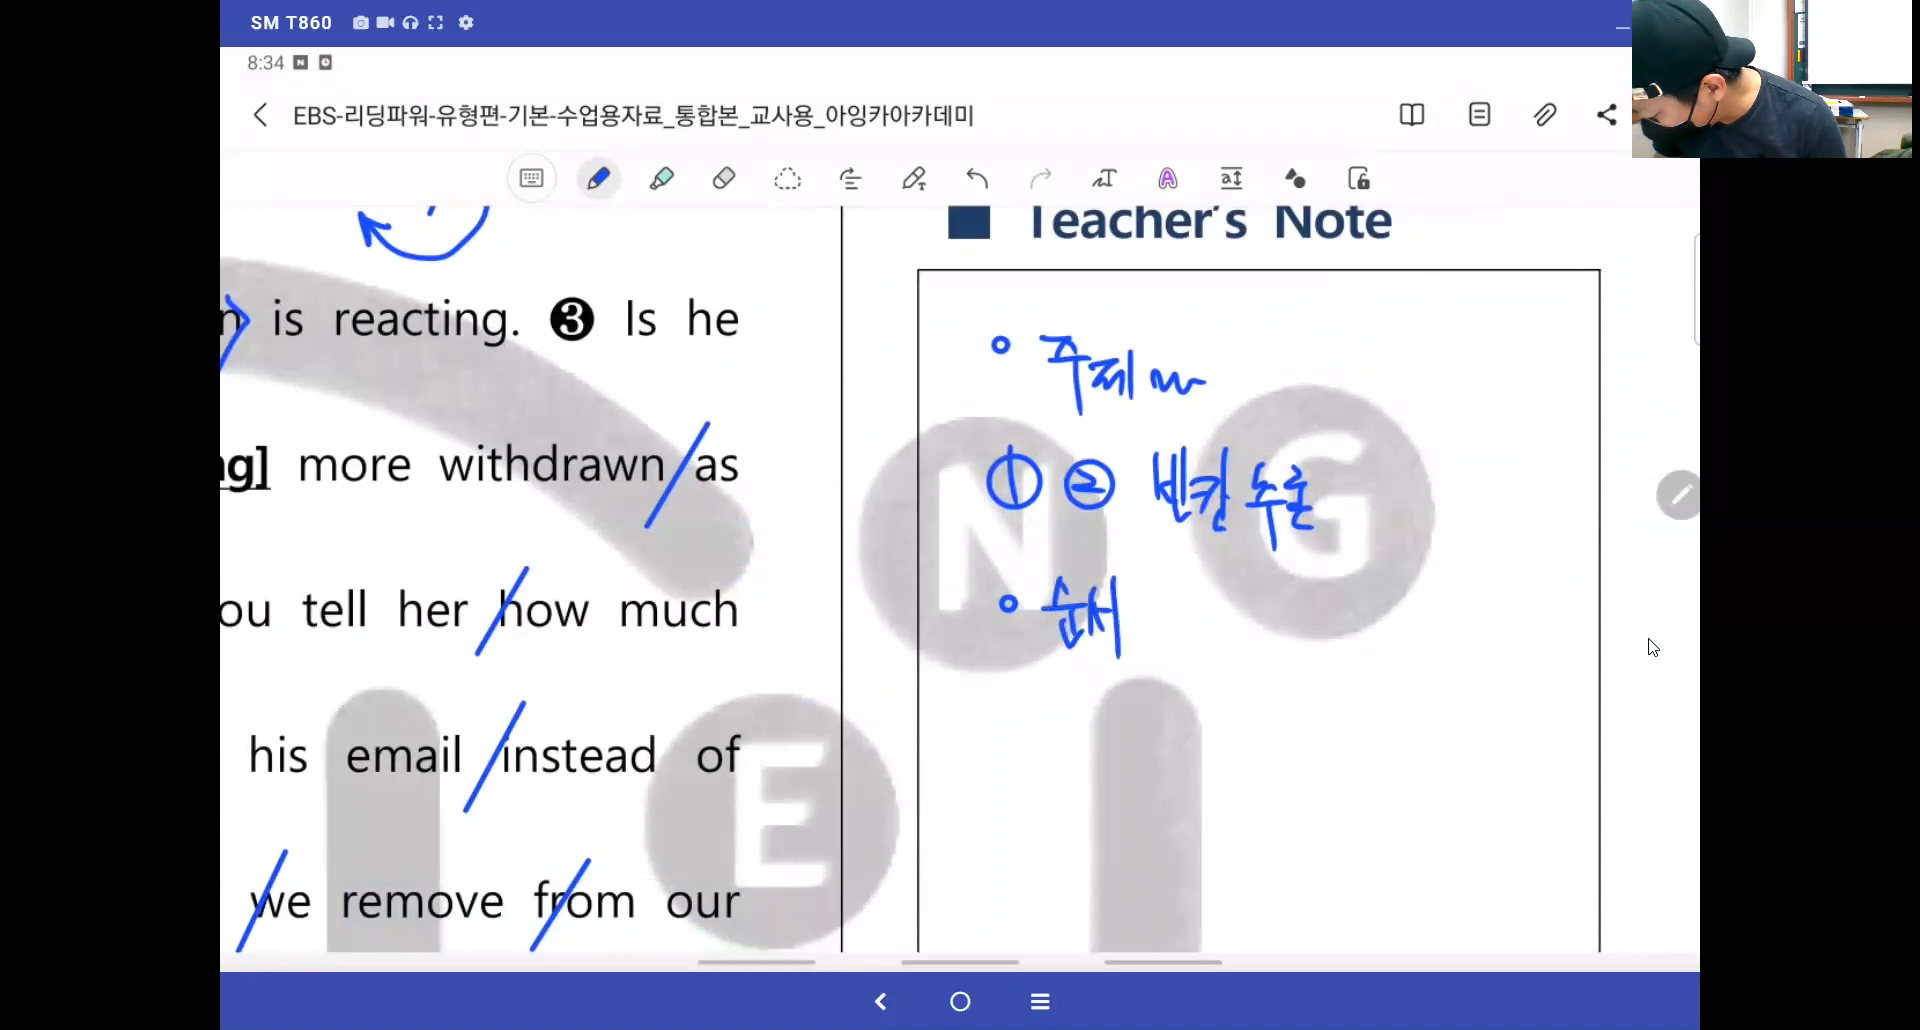 SM T860
8:34
EBS-리딩파워-유형편-기본-수업용자료_통합본_교사용_아잉카아카데미
Teacher's Note
n is reacting. ❸ Is he
ng] more withdrawn / as
ou tell her / how much
his email / instead of
/ we remove / from our
주제
① ② 빈칸 추론
순서
N G
E